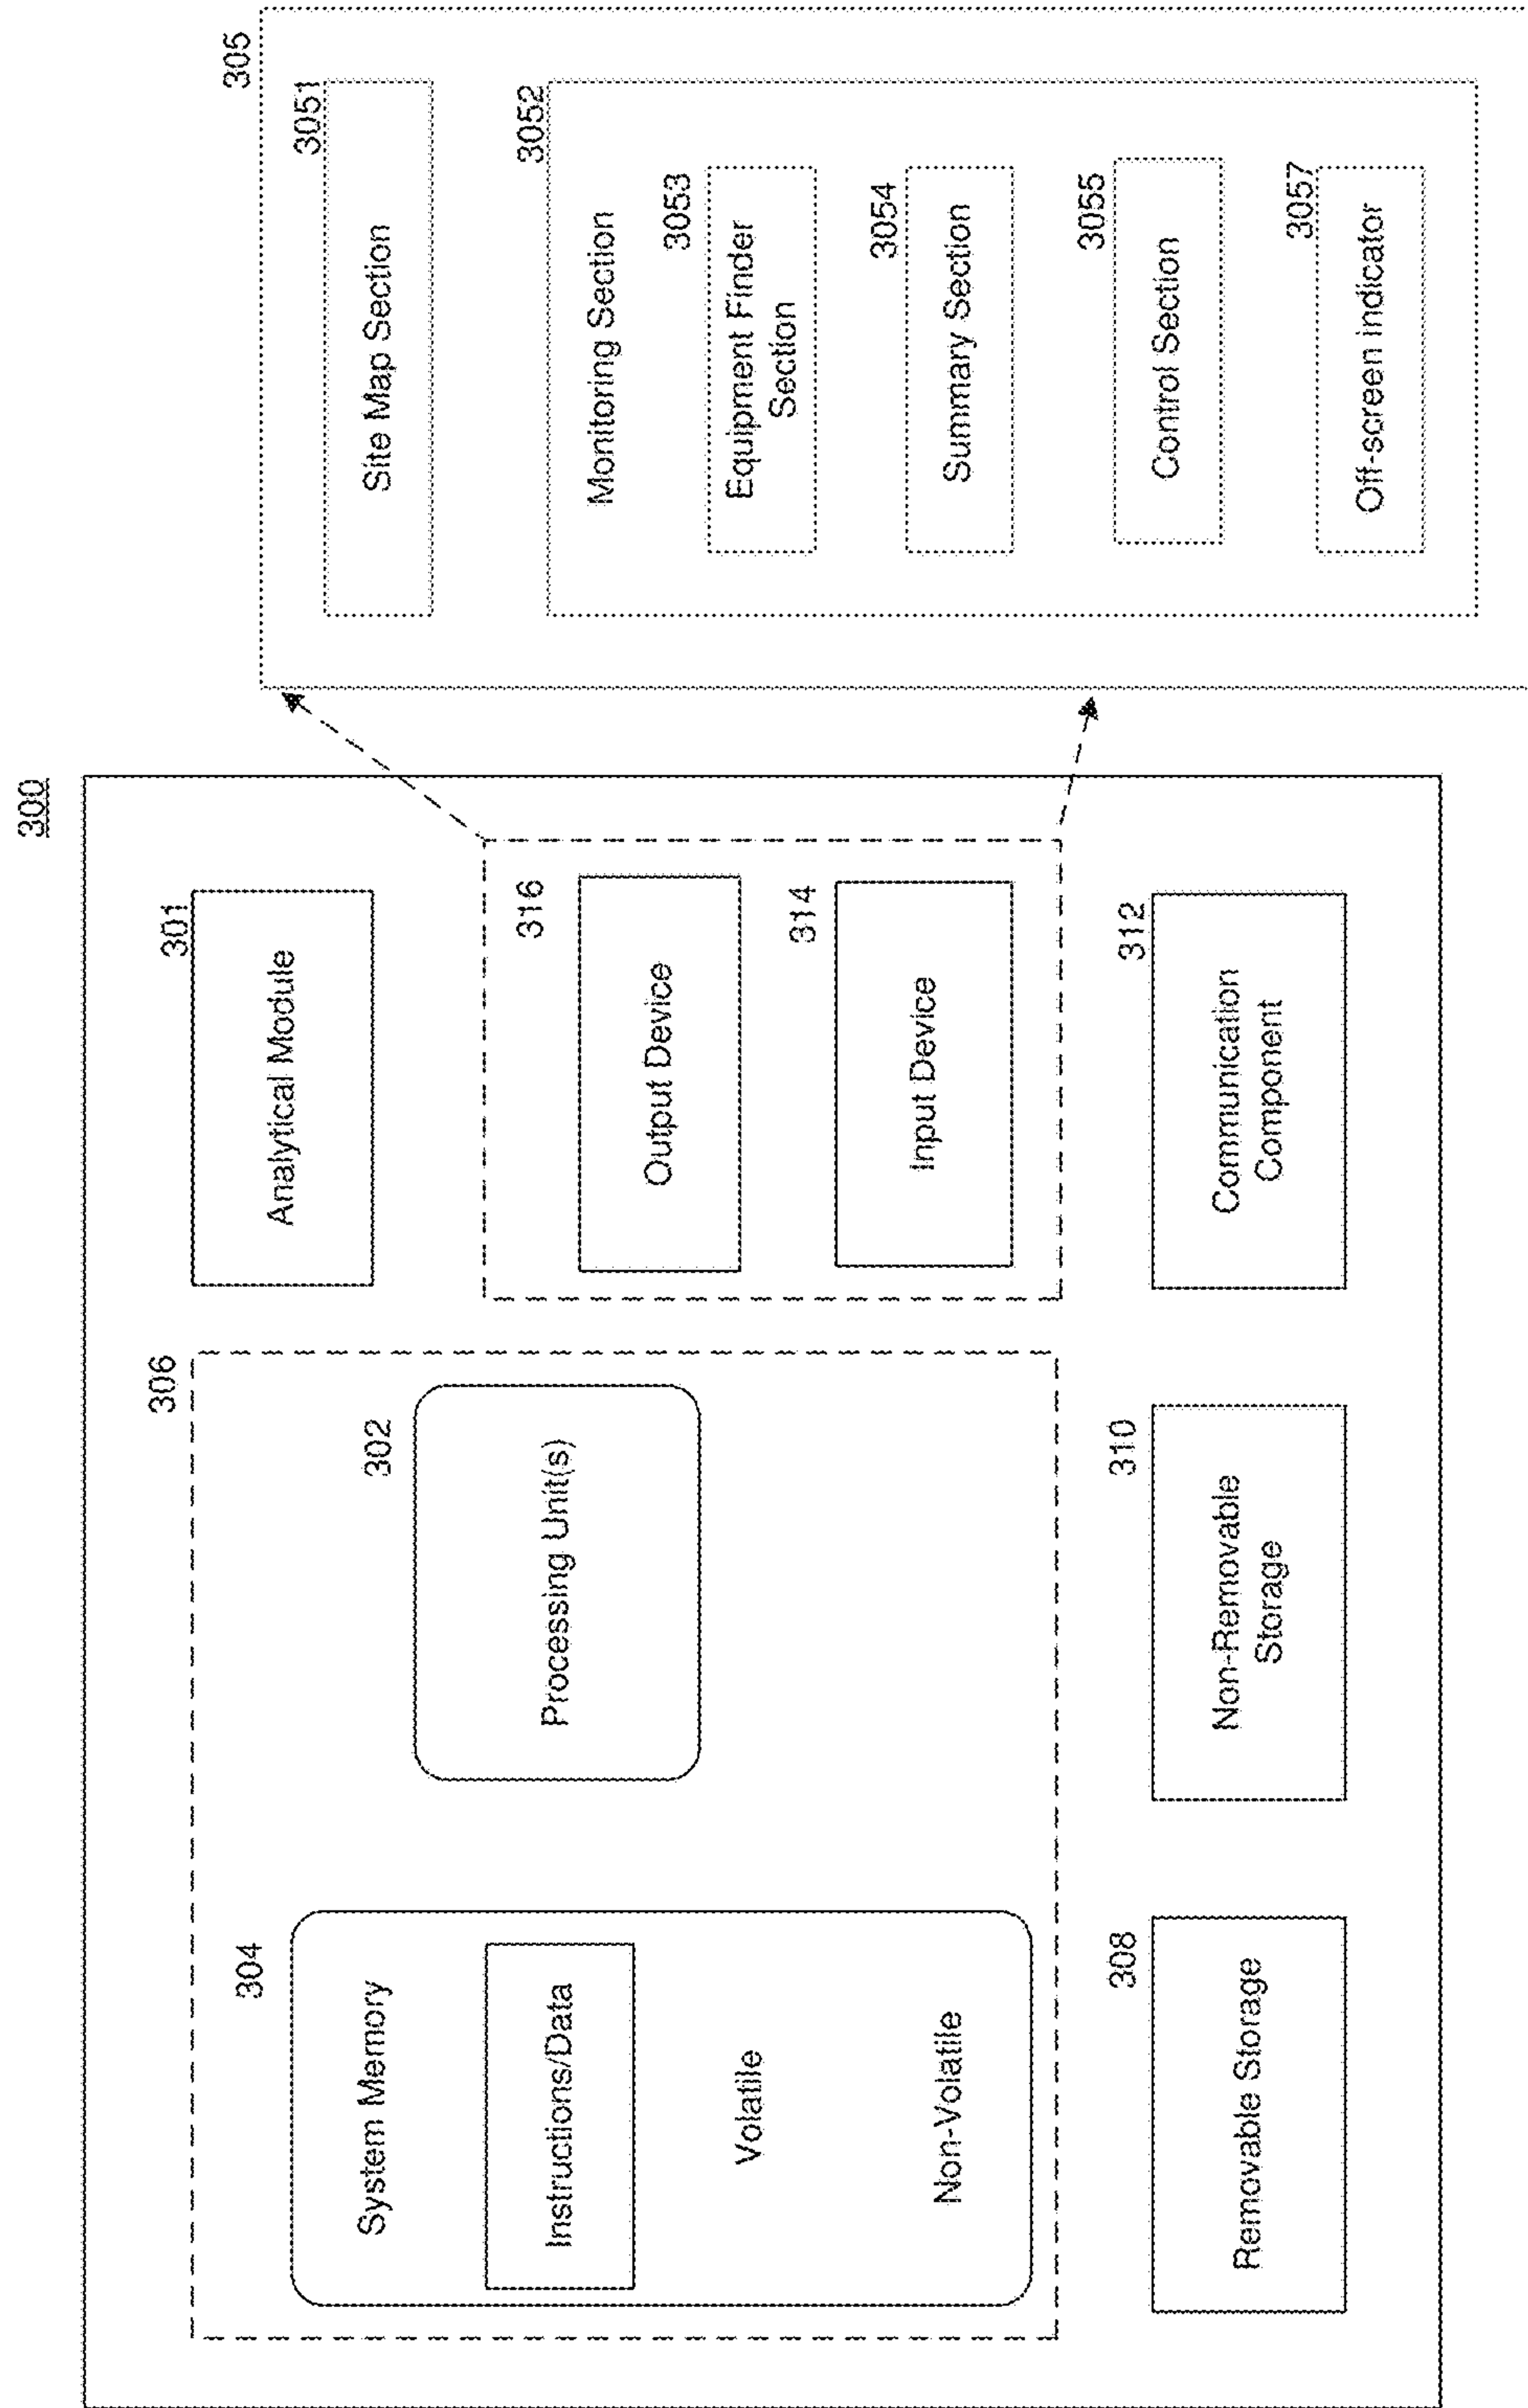 300
304
System Memory
Instructions/Data
Volatile
Non-Volatile
306
302
Processing Unit(s)
301
Analytical Module
316
Output Device
314
Input Device
308
Removable Storage
310
Non-Removable
Storage
312
Communication
Component
305
3051
Site Map Section
3052
Monitoring Section
3053
Equipment Finder
Section
3054
Summary Section
3055
Control Section
3057
Off-screen indicator